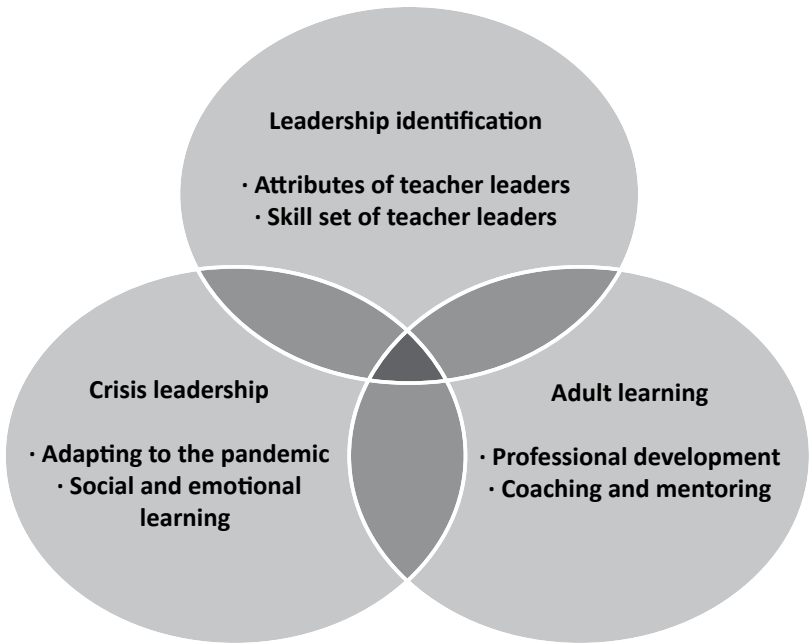 Leadership identification
· Attributes of teacher leaders
· Skill set of teacher leaders
Crisis leadership
· Adapting to the pandemic
· Social and emotional
learning
Adult learning
· Professional development
· Coaching and mentoring